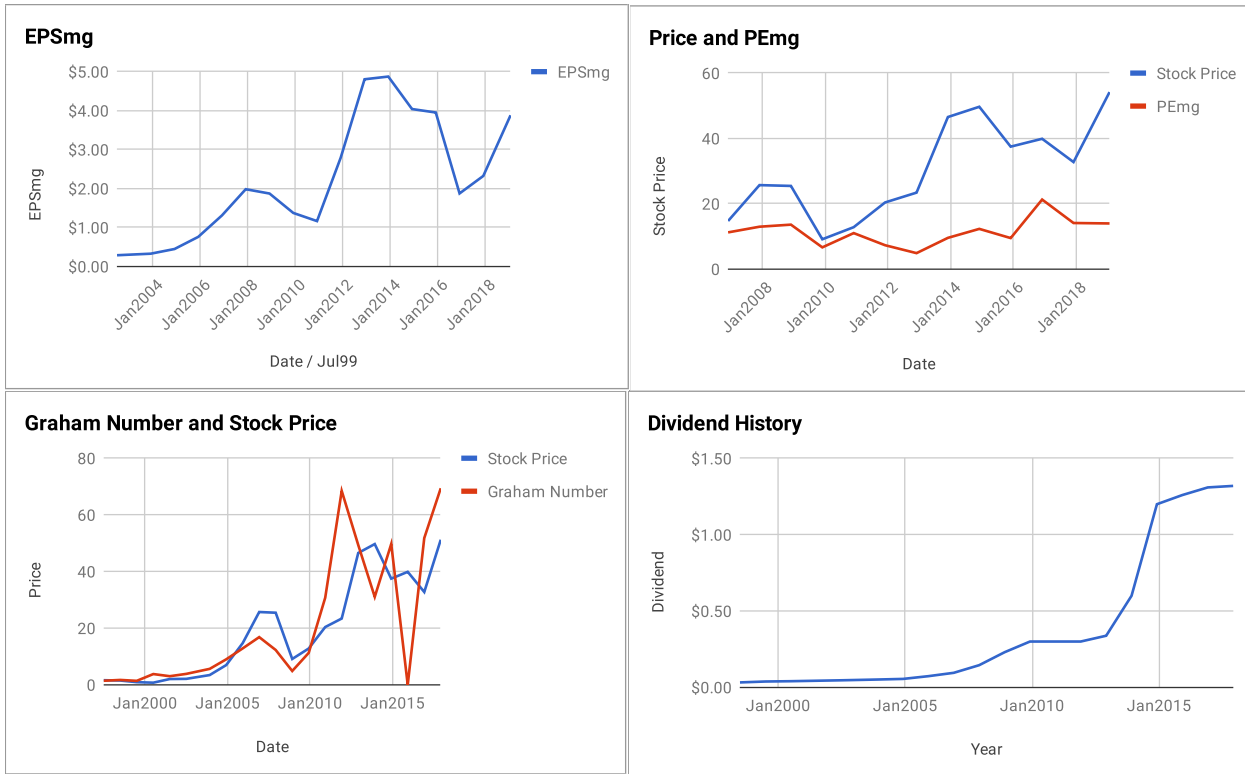 EPSmg
$5.00
$4.00
$3.00
$2.00
$1.00
$0.00
EPSmg
Jan2004
Jan2006
Jan2008
Jan2010
Jan2012
Jan2014
Jan2016
Jan2018
Date / Jul99
EPSmg
Price and PEmg
60
40
20
0
Stock Price
Jan2008
Jan2010
Jan2012
Jan2014
Jan2016
Jan2018
Date
Stock Price
PEmg
Graham Number and Stock Price
80
60
40
20
0
Price
Jan2000
Jan2005
Jan2010
Jan2015
Date
Stock Price
Graham Number
Dividend History
$1.50
$1.00
$0.50
$0.00
Dividend
Jan2000
Jan2005
Jan2010
Jan2015
Year